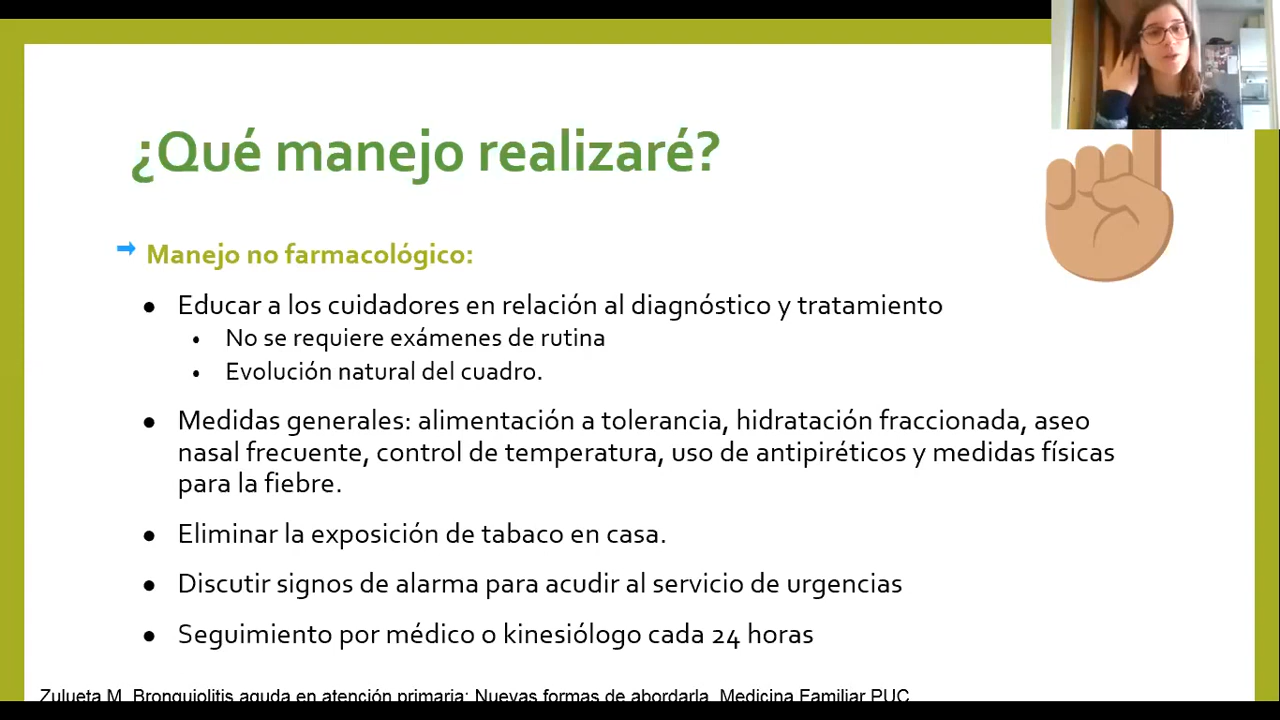 ¿Qué manejo realizaré?
Manejo no farmacológico:
● Educar a los cuidadores en relación al diagnóstico y tratamiento
• No se requiere exámenes de rutina
• Evolución natural del cuadro.
● Medidas generales: alimentación a tolerancia, hidratación fraccionada, aseo
nasal frecuente, control de temperatura, uso de antipiréticos y medidas físicas
para la fiebre.
● Eliminar la exposición de tabaco en casa.
● Discutir signos de alarma para acudir al servicio de urgencias
● Seguimiento por médico o kinesiólogo cada 24 horas
Zulueta M. Bronquiolitis aguda en atención primaria: Nuevas formas de abordarla. Medicina Familiar PUC